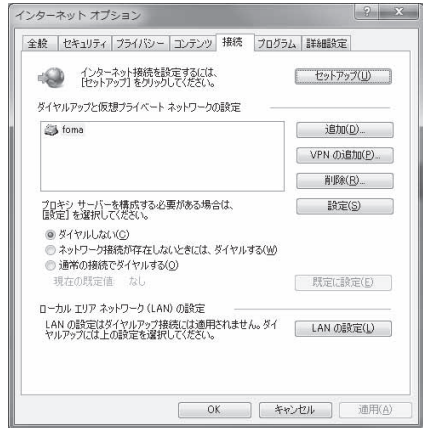 インターネット オプション
全般 セキュリティ プライバシー コンテンツ 接続 プログラム 詳細設定
インターネット接続を設定するには、
[セットアップ] をクリックしてください。
セットアップ(U)
ダイヤルアップと仮想プライベート ネットワークの設定
foma
追加(D)...
VPN の追加(P)...
削除(R)...
プロキシ サーバーを構成する必要がある場合は、
[設定] を選択してください。
設定(S)
ダイヤルしない(C)
ネットワーク接続が存在しないときには、ダイヤルする(W)
通常の接続でダイヤルする(O)
現在の既定値 なし
既定に設定(E)
ローカル エリア ネットワーク (LAN) の設定
LAN の設定はダイヤルアップ接続には適用されません。ダイ
ヤルアップには上の設定を選択してください。
LAN の設定(L)
OK キャンセル 適用(A)